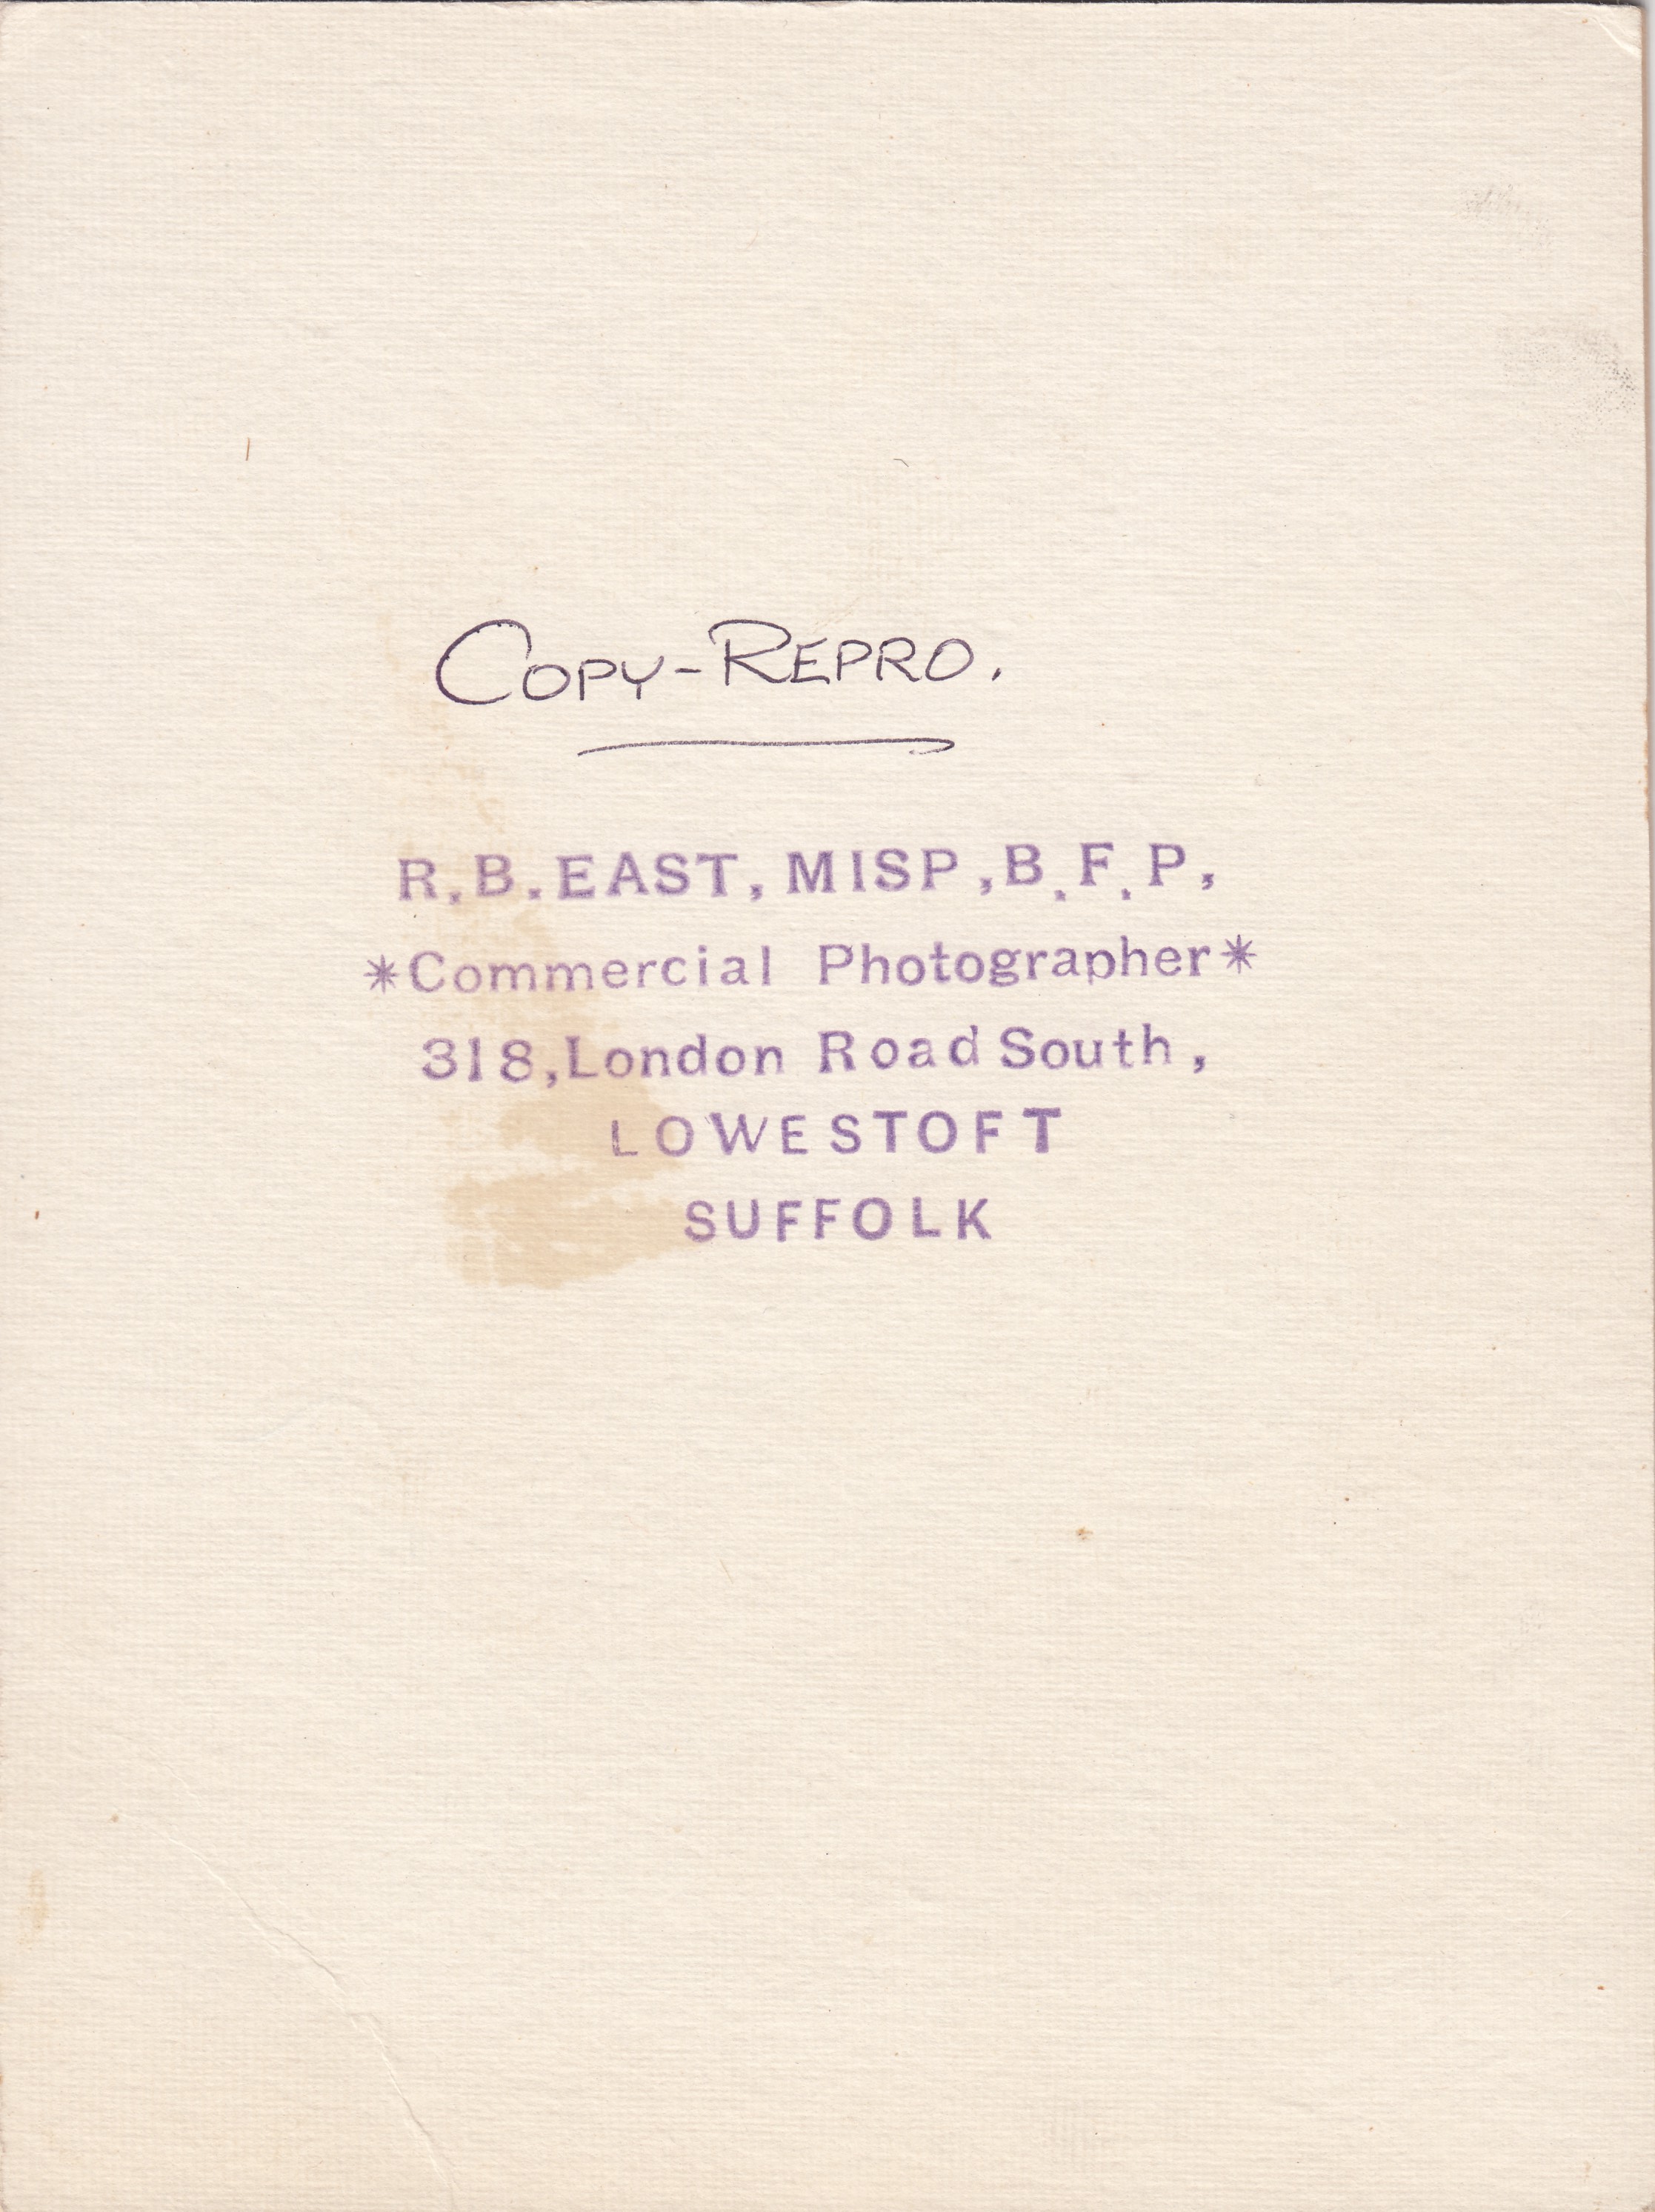 COPY-REPRO.
R.B.EAST, MISP,B.F.P,
*Commercial Photographer*
318,London Road South,
LOWESTOFT
SUFFOLK